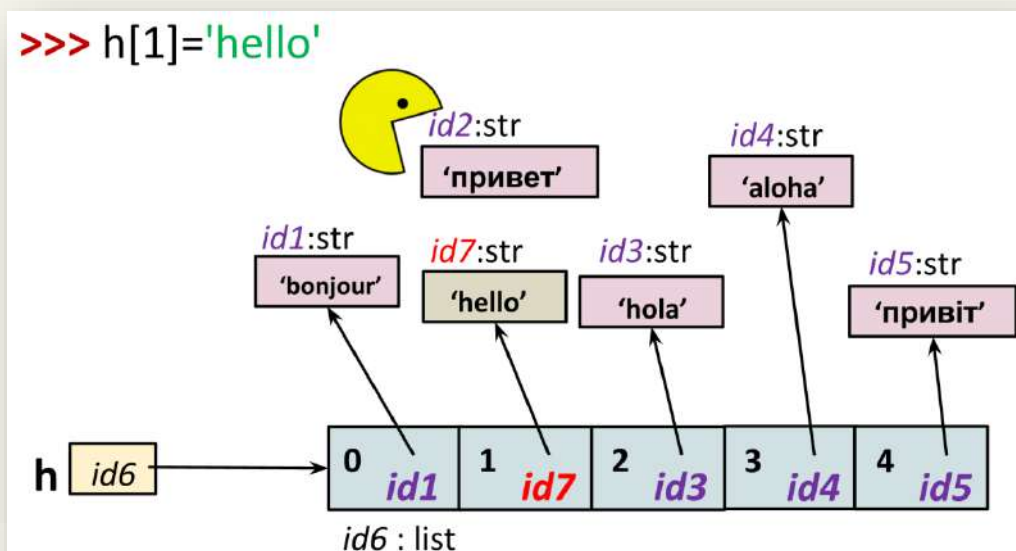 >>> h[1]='hello'
id2:str
'привет'
id4:str
'aloha'
id1:str
'bonjour'
id7:str
'hello'
id3:str
'hola'
id5:str
'привіт'
h id6
0 id1
1 id7
2 id3
3 id4
4 id5
id6 : list